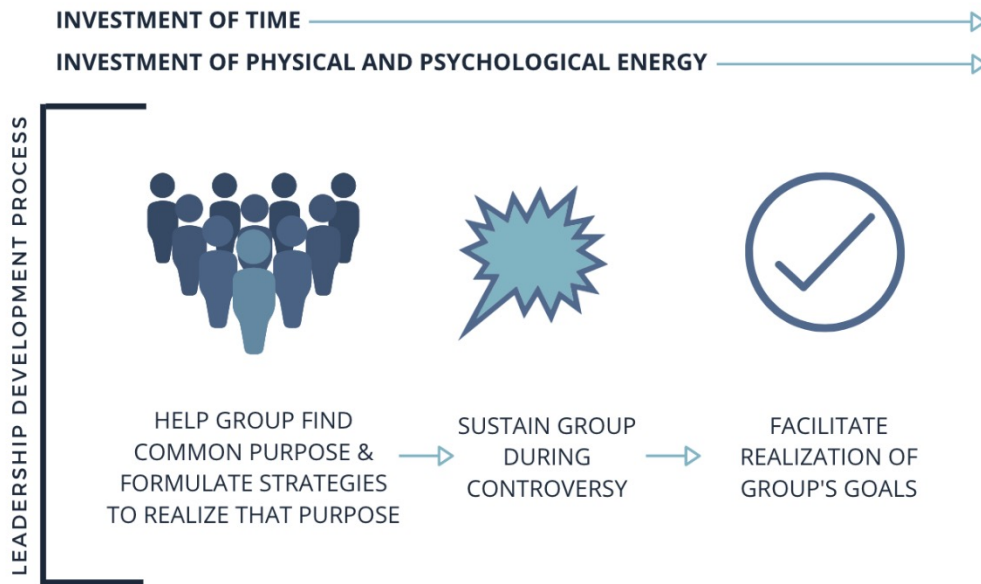 INVESTMENT OF TIME
INVESTMENT OF PHYSICAL AND PSYCHOLOGICAL ENERGY
LEADERSHIP DEVELOPMENT PROCESS
HELP GROUP FIND
COMMON PURPOSE &
FORMULATE STRATEGIES
TO REALIZE THAT PURPOSE
SUSTAIN GROUP
DURING
CONTROVERSY
FACILITATE
REALIZATION OF
GROUP'S GOALS